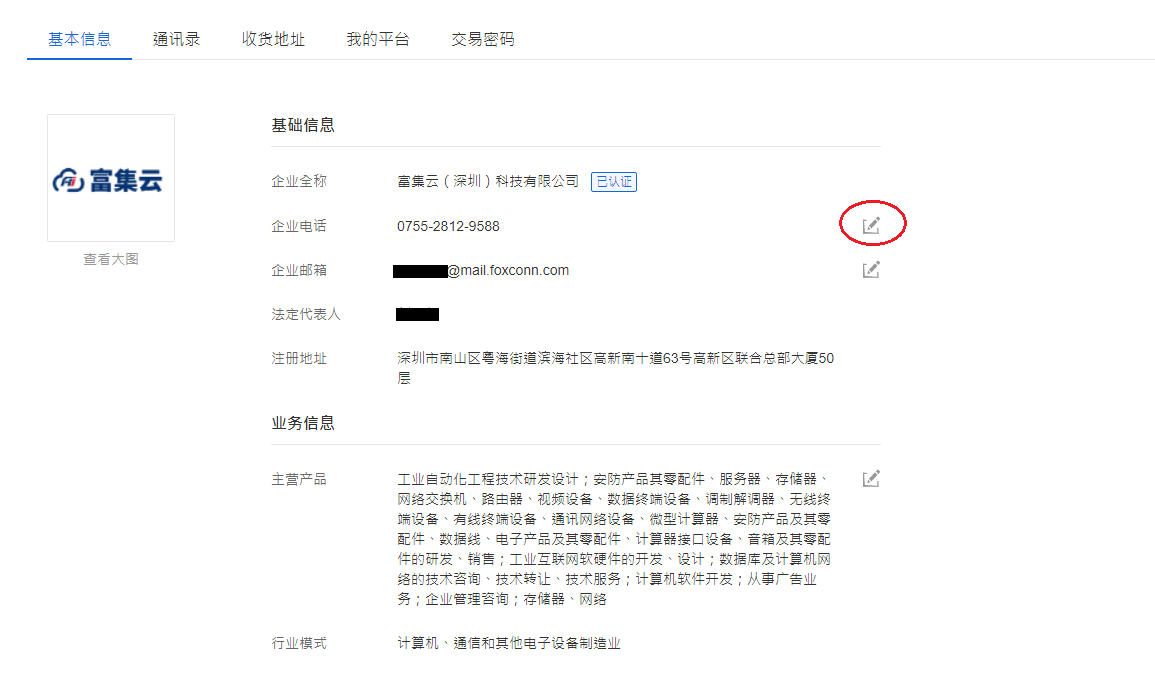 基本信息 通讯录 收货地址 我的平台 交易密码
富集云
查看大图
基础信息
企业全称 富集云（深圳）科技有限公司 已认证
企业电话 0755-2812-9588
企业邮箱 @mail.foxconn.com
法定代表人
注册地址 深圳市南山区粤海街道滨海社区高新南十道63号高新区联合总部大厦50
层
业务信息
主营产品 工业自动化工程技术研发设计；安防产品其零配件、服务器、存储器、
网络交换机、路由器、视频设备、数据终端设备、调制解调器、无线终
端设备、有线终端设备、通讯网络设备、微型计算器、安防产品及其零
配件、数据线、电子产品及其零配件、计算器接口设备、音箱及其零配
件的研发、销售；工业互联网软硬件的开发、设计；数据库及计算机网
络的技术咨询、技术转让、技术服务；计算机软件开发；从事广告业
务；企业管理咨询；存储器、网络
行业模式 计算机、通信和其他电子设备制造业